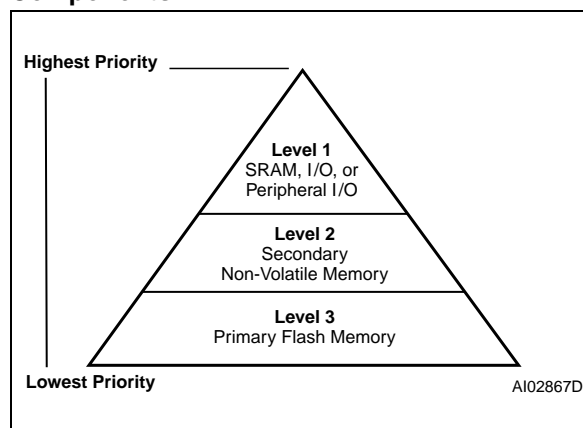 Highest Priority
Level 1
SRAM, I/O, or
Peripheral I/O
Level 2
Secondary
Non-Volatile Memory
Level 3
Primary Flash Memory
Lowest Priority
AI02867D